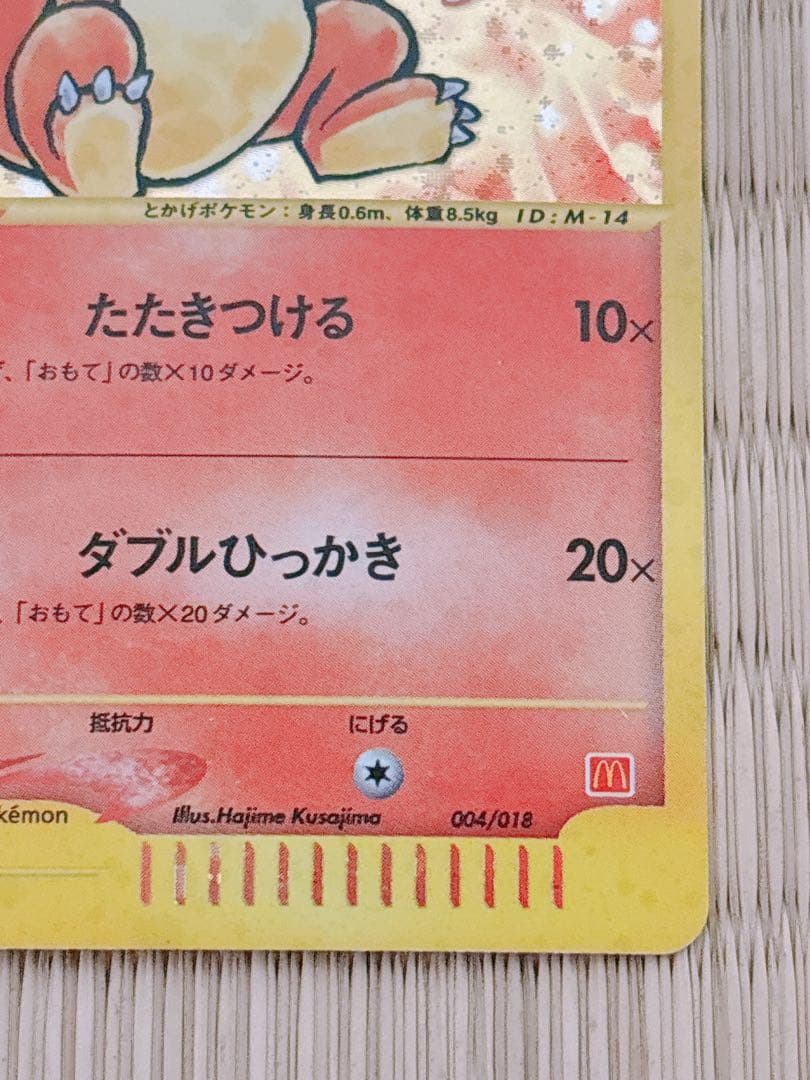 とかげポケモン：身長0.6m、体重8.5kg ID:M-14
たたきつける 10×
、「おもて」の数×10ダメージ。
ダブルひっかき 20×
、「おもて」の数×20ダメージ。
抵抗力 にげる
kémon Illus.Hajime Kusajima 004/018